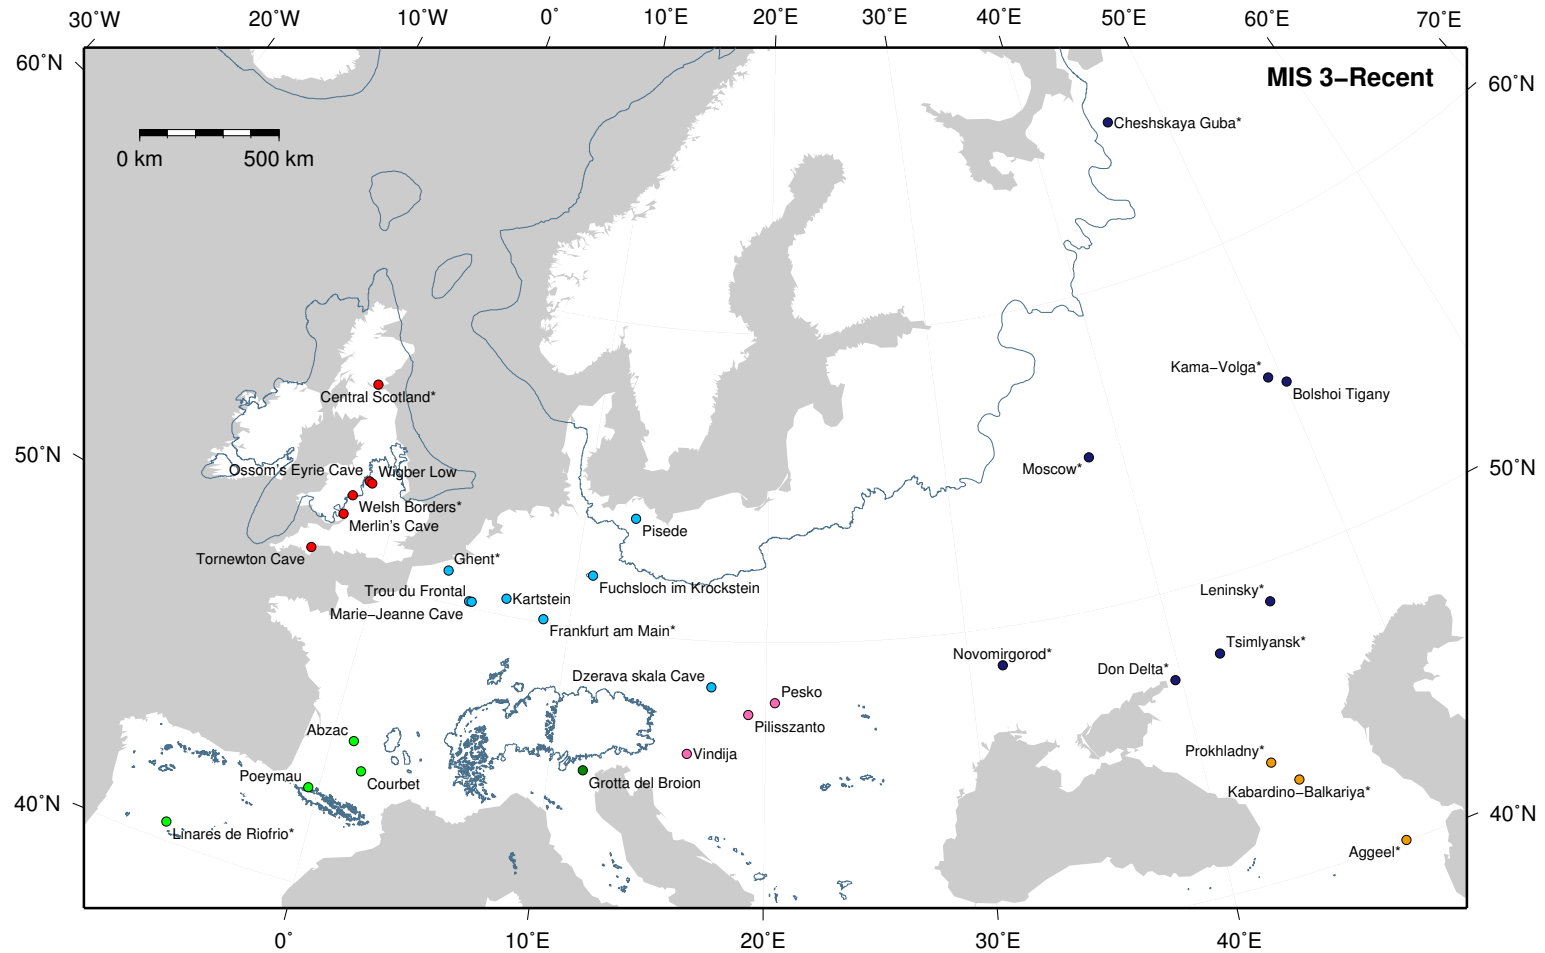 30˚W 20˚W 10˚W 0˚ 10˚E 20˚E 30˚E 40˚E 50˚E 60˚E 70˚E
60˚N
MIS 3–Recent
60˚N
Cheshskaya Guba*
0 km 500 km
Kama–Volga*
Bolshoi Tigany
Central Scotland*
50˚N
50˚N
Ossom's Eyrie Cave
Wigber Low
Moscow*
Welsh Borders*
Merlin's Cave
Pisede
Tornewton Cave
Ghent*
Trou du Frontal
Fuchsloch im Krockstein
Leninsky*
Kartstein
Marie–Jeanne Cave
Frankfurt am Main*
Tsimlyansk*
Novomirgorod*
Don Delta*
Dzerava skala Cave
Pesko
Pilisszanto
Abzac
Vindija
Prokhladny*
Poeymau
Courbet
Grotta del Broion
Kabardino–Balkariya*
40˚N
40˚N
Linares de Riofrio*
Aggeel*
0˚ 10˚E 20˚E 30˚E 40˚E